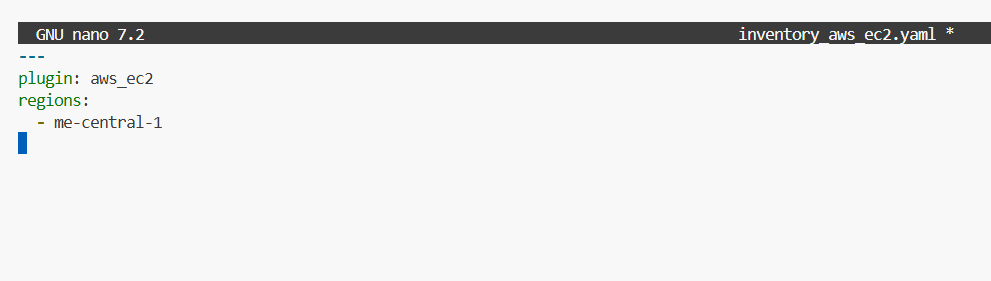 GNU nano 7.2 inventory_aws_ec2.yaml *
---
plugin: aws_ec2
regions:
  - me-central-1